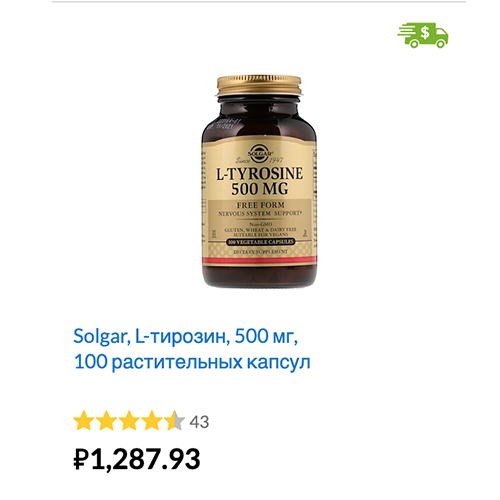 $
SOLGAR
Since 1947
L-TYROSINE
500 MG
FREE FORM
NERVOUS SYSTEM SUPPORT*
Non-GMO
GLUTEN, WHEAT & DAIRY FREE
SUITABLE FOR VEGANS
100 VEGETABLE CAPSULES
DIETARY SUPPLEMENT
Solgar, L-тирозин, 500 мг,
100 растительных капсул
43
₽1,287.93